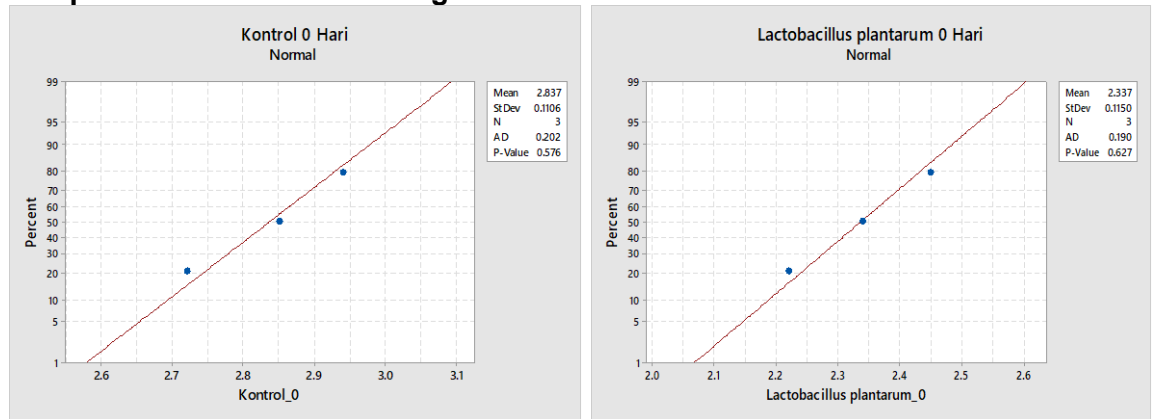 Kontrol 0 Hari
Normal
99
95
90
80
70
60
50
40
30
20
10
5
1
Percent
2.6 2.7 2.8 2.9 3.0 3.1
Kontrol_0
Mean 2.837
StDev 0.1106
N 3
AD 0.202
P-Value 0.576
Lactobacillus plantarum 0 Hari
Normal
99
95
90
80
70
60
50
40
30
20
10
5
1
Percent
2.0 2.1 2.2 2.3 2.4 2.5 2.6
Lactobacillus plantarum_0
Mean 2.337
StDev 0.1150
N 3
AD 0.190
P-Value 0.627